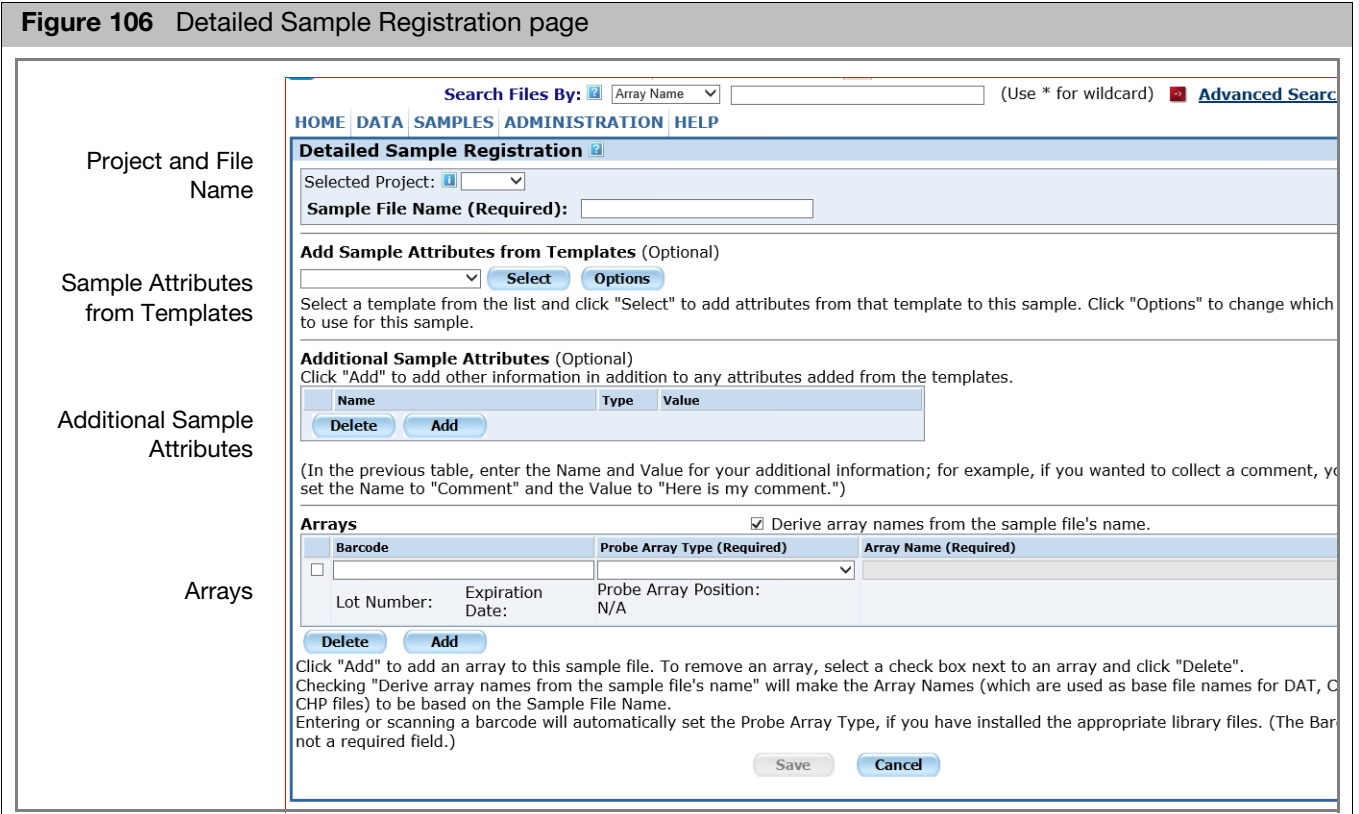 Figure 106 Detailed Sample Registration page
Search Files By: ? Array Name (Use * for wildcard) Advanced Searc
HOME DATA SAMPLES ADMINISTRATION HELP
Project and File
Name
Detailed Sample Registration ?
Selected Project: i
Sample File Name (Required):
Sample Attributes
from Templates
Add Sample Attributes from Templates (Optional)
Select Options
Select a template from the list and click "Select" to add attributes from that template to this sample. Click "Options" to change which
to use for this sample.
Additional Sample
Attributes
Additional Sample Attributes (Optional)
Click "Add" to add other information in addition to any attributes added from the templates.
Name Type Value
Delete Add
(In the previous table, enter the Name and Value for your additional information; for example, if you wanted to collect a comment, yo
set the Name to "Comment" and the Value to "Here is my comment.")
Arrays
Arrays Derive array names from the sample file's name.
Barcode Probe Array Type (Required) Array Name (Required)
Lot Number: Expiration Date: Probe Array Position:
N/A
Delete Add
Click "Add" to add an array to this sample file. To remove an array, select a check box next to an array and click "Delete".
Checking "Derive array names from the sample file's name" will make the Array Names (which are used as base file names for DAT, C
CHP files) to be based on the Sample File Name.
Entering or scanning a barcode will automatically set the Probe Array Type, if you have installed the appropriate library files. (The Bar
not a required field.)
Save Cancel